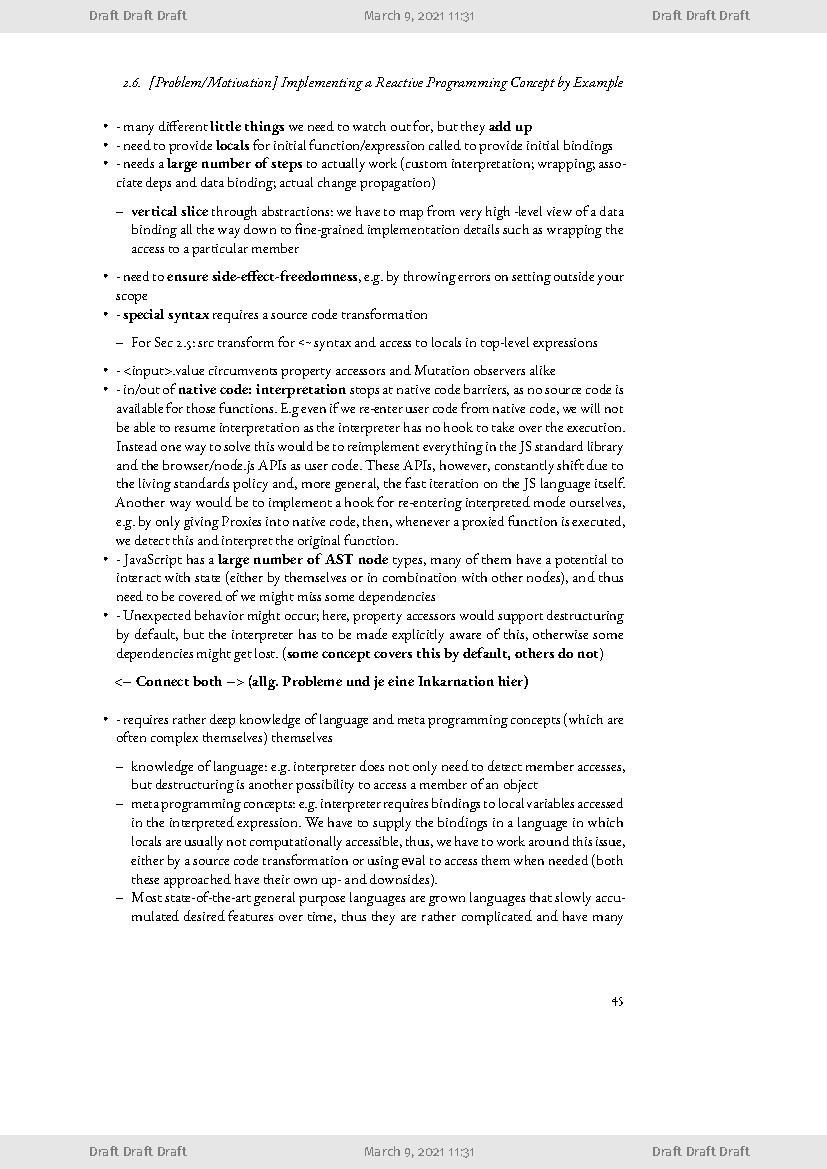 Draft Draft Draft March 9, 2021 11:31 Draft Draft Draft
2.6. [Problem/Motivation] Implementing a Reactive Programming Concept by Example
• - many different little things we need to watch out for, but they add up
• - need to provide locals for initial function/expression called to provide initial bindings
• - needs a large number of steps to actually work (custom interpretation; wrapping; asso-
ciate deps and data binding; actual change propagation)
– vertical slice through abstractions: we have to map from very high -level view of a data
binding all the way down to fine-grained implementation details such as wrapping the
access to a particular member
• - need to ensure side-effect-freedomness, e.g. by throwing errors on setting outside your
scope
• - special syntax requires a source code transformation
– For Sec 2.5: src transform for <~ syntax and access to locals in top-level expressions
• - <input>.value circumvents property accessors and Mutation observers alike
• - in/out of native code: interpretation stops at native code barriers, as no source code is
available for those functions. E.g even if we re-enter user code from native code, we will not
be able to resume interpretation as the interpreter has no hook to take over the execution.
Instead one way to solve this would be to reimplement everything in the JS standard library
and the browser/node.js APIs as user code. These APIs, however, constantly shift due to
the living standards policy and, more general, the fast iteration on the JS language itself.
Another way would be to implement a hook for re-entering interpreted mode ourselves,
e.g. by only giving Proxies into native code, then, whenever a proxied function is executed,
we detect this and interpret the original function.
• - JavaScript has a large number of AST node types, many of them have a potential to
interact with state (either by themselves or in combination with other nodes), and thus
need to be covered of we might miss some dependencies
• - Unexpected behavior might occur; here, property accessors would support destructuring
by default, but the interpreter has to be made explicitly aware of this, otherwise some
dependencies might get lost. (some concept covers this by default, others do not)
<– Connect both –> (allg. Probleme und je eine Inkarnation hier)
• - requires rather deep knowledge of language and meta programming concepts (which are
often complex themselves) themselves
– knowledge of language: e.g. interpreter does not only need to detect member accesses,
but destructuring is another possibility to access a member of an object
– meta programming concepts: e.g. interpreter requires bindings to local variables accessed
in the interpreted expression. We have to supply the bindings in a language in which
locals are usually not computationally accessible, thus, we have to work around this issue,
either by a source code transformation or using eval to access them when needed (both
these approached have their own up- and downsides).
– Most state-of-the-art general purpose languages are grown languages that slowly accu-
mulated desired features over time, thus they are rather complicated and have many
45
Draft Draft Draft March 9, 2021 11:31 Draft Draft Draft